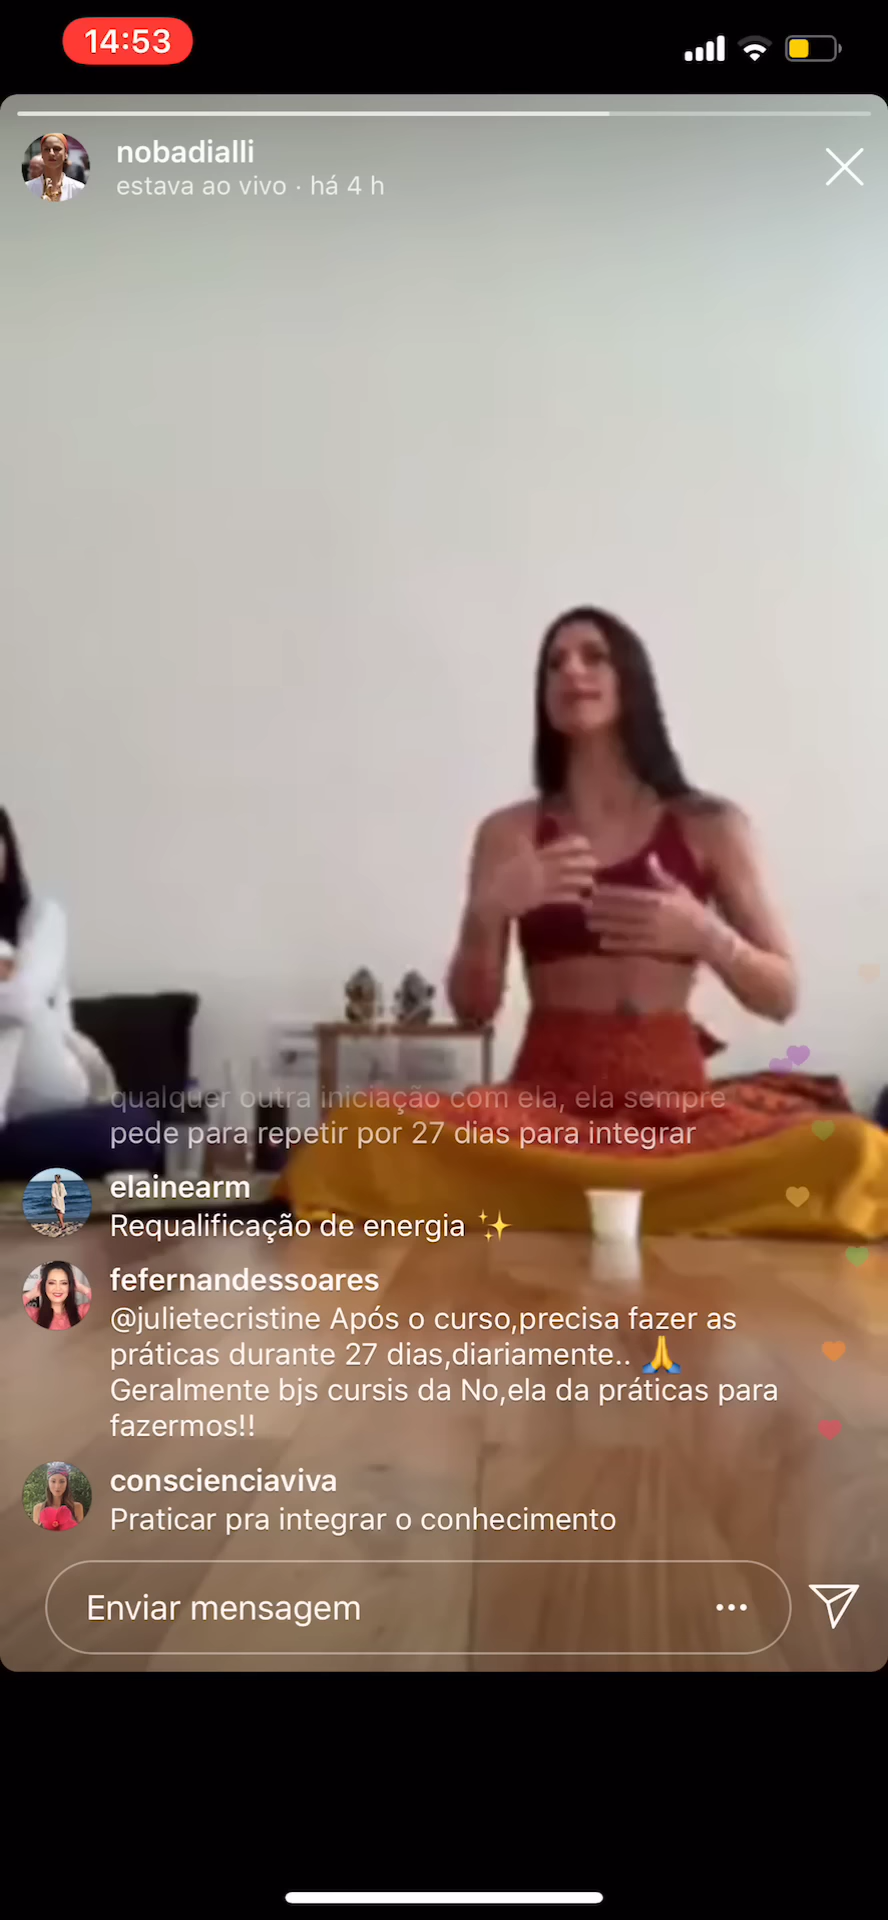 14:53
nobadialli
estava ao vivo · há 4 h
qualquer outra iniciação com ela, ela sempre
pede para repetir por 27 dias para integrar
elainearm
Requalificação de energia ✨
fefernandessoares
@julietecristine Após o curso,precisa fazer as
práticas durante 27 dias,diariamente.. 🙏
Geralmente bjs cursis da No,ela da práticas para
fazermos!!
conscienciaviva
Praticar pra integrar o conhecimento
Enviar mensagem